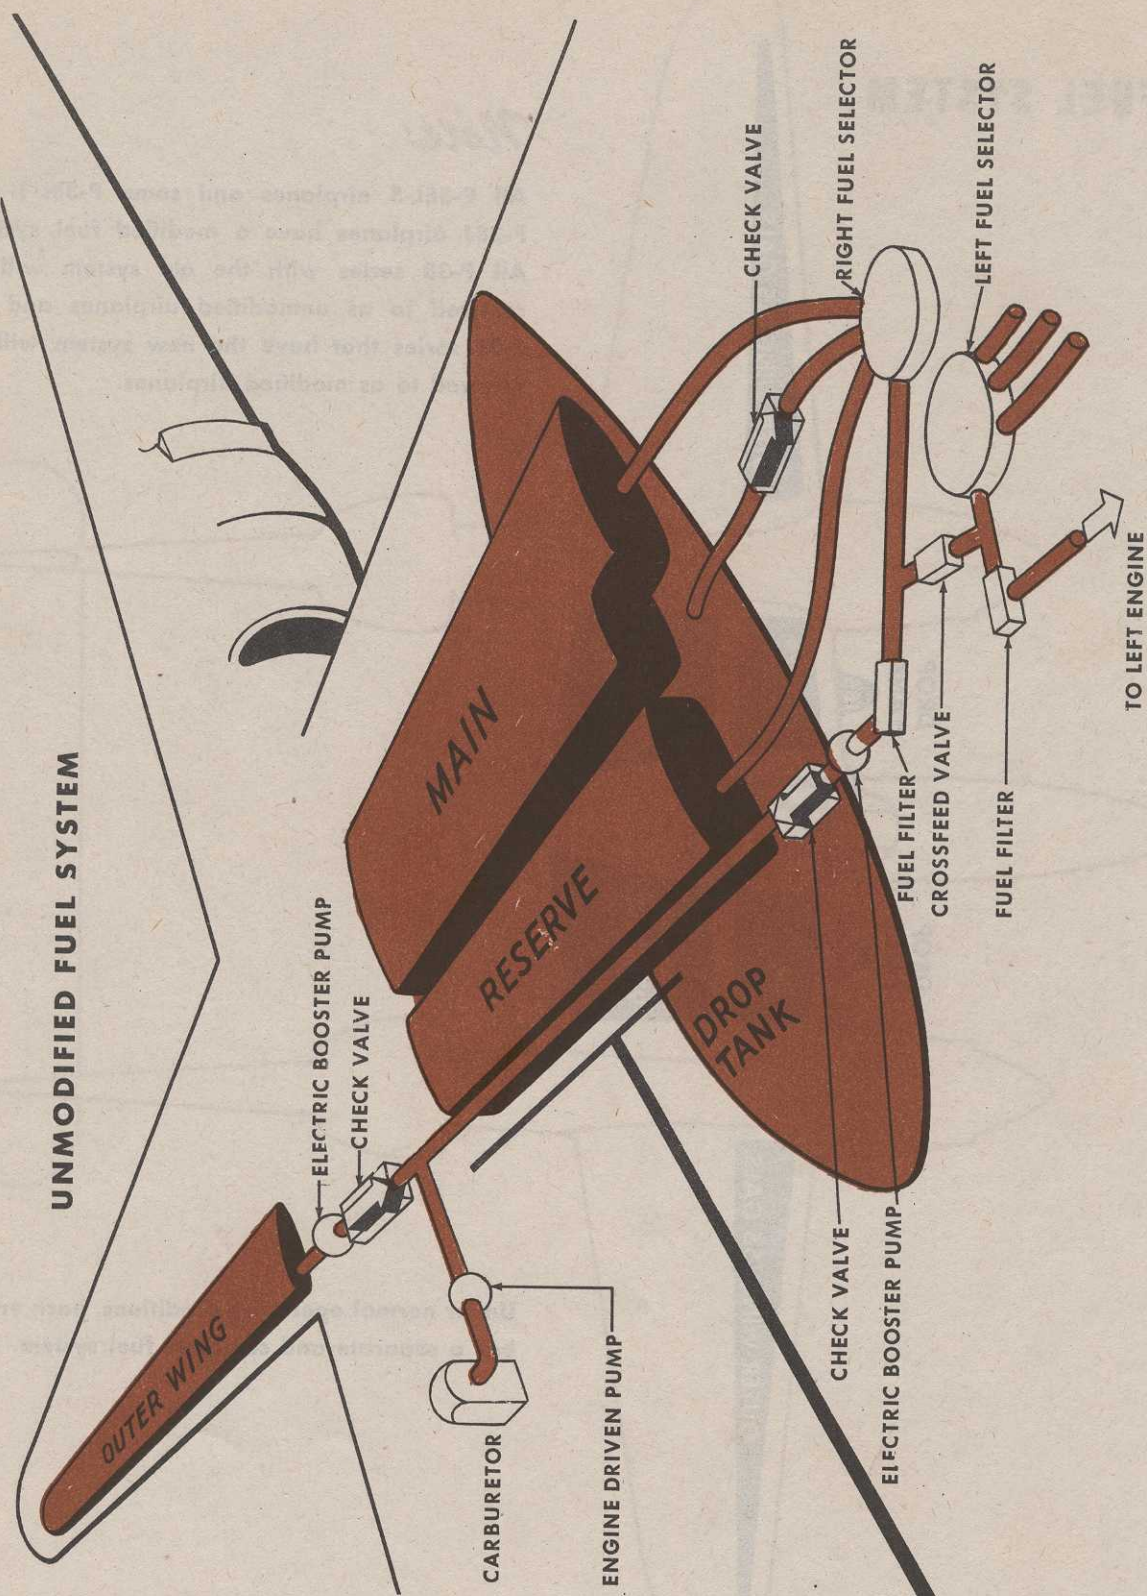 UNMODIFIED FUEL SYSTEM
OUTER WING
ELECTRIC BOOSTER PUMP
CHECK VALVE
MAIN
CARBURETOR
RESERVE
ENGINE DRIVEN PUMP
DROP
TANK
CHECK VALVE
CHECK VALVE
RIGHT FUEL SELECTOR
ELECTRIC BOOSTER PUMP
FUEL FILTER
CROSSFEED VALVE
LEFT FUEL SELECTOR
FUEL FILTER
TO LEFT ENGINE